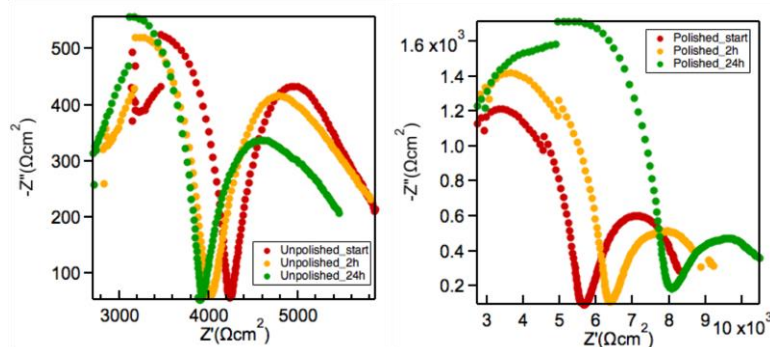 500
400
300
200
100
-Z"(Ωcm²)
Unpolished_start
Unpolished_2h
Unpolished_24h
3000
4000
5000
Z'(Ωcm²)
1.6 x10³
1.4
1.2
1.0
0.8
0.6
0.4
0.2
-Z"(Ωcm²)
Polished_start
Polished_2h
Polished_24h
3
4
5
6
7
8
9
10 x 10³
Z'(Ωcm²)